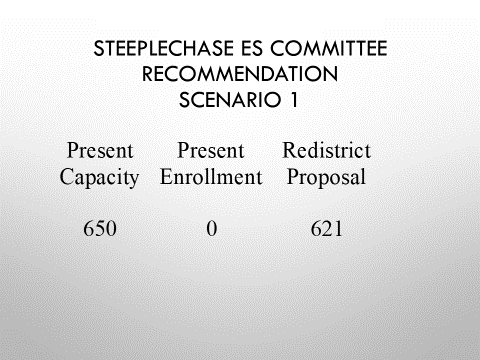 STEEPLECHASE ES COMMITTEE
RECOMMENDATION
SCENARIO 1
Present Present Redistrict
Capacity Enrollment Proposal
650 0 621